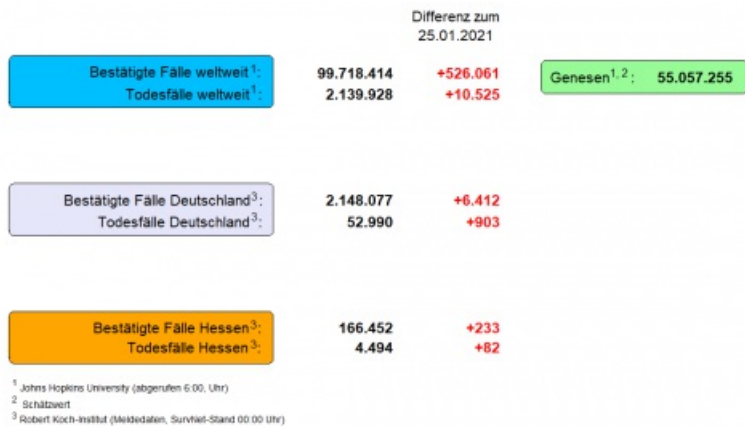 Differenz zum
25.01.2021
Bestätigte Fälle weltweit¹: 99.718.414 +526.061 Genesen¹˒²: 55.057.255
Todesfälle weltweit¹: 2.139.928 +10.525
Bestätigte Fälle Deutschland³: 2.148.077 +6.412
Todesfälle Deutschland³: 52.990 +903
Bestätigte Fälle Hessen³: 166.452 +233
Todesfälle Hessen³: 4.494 +82
¹ Johns Hopkins University (abgerufen 6:00, Uhr)
² Schätzwert
³ Robert Koch-Institut (Meldedaten, SurvNet-Stand 00:00 Uhr)